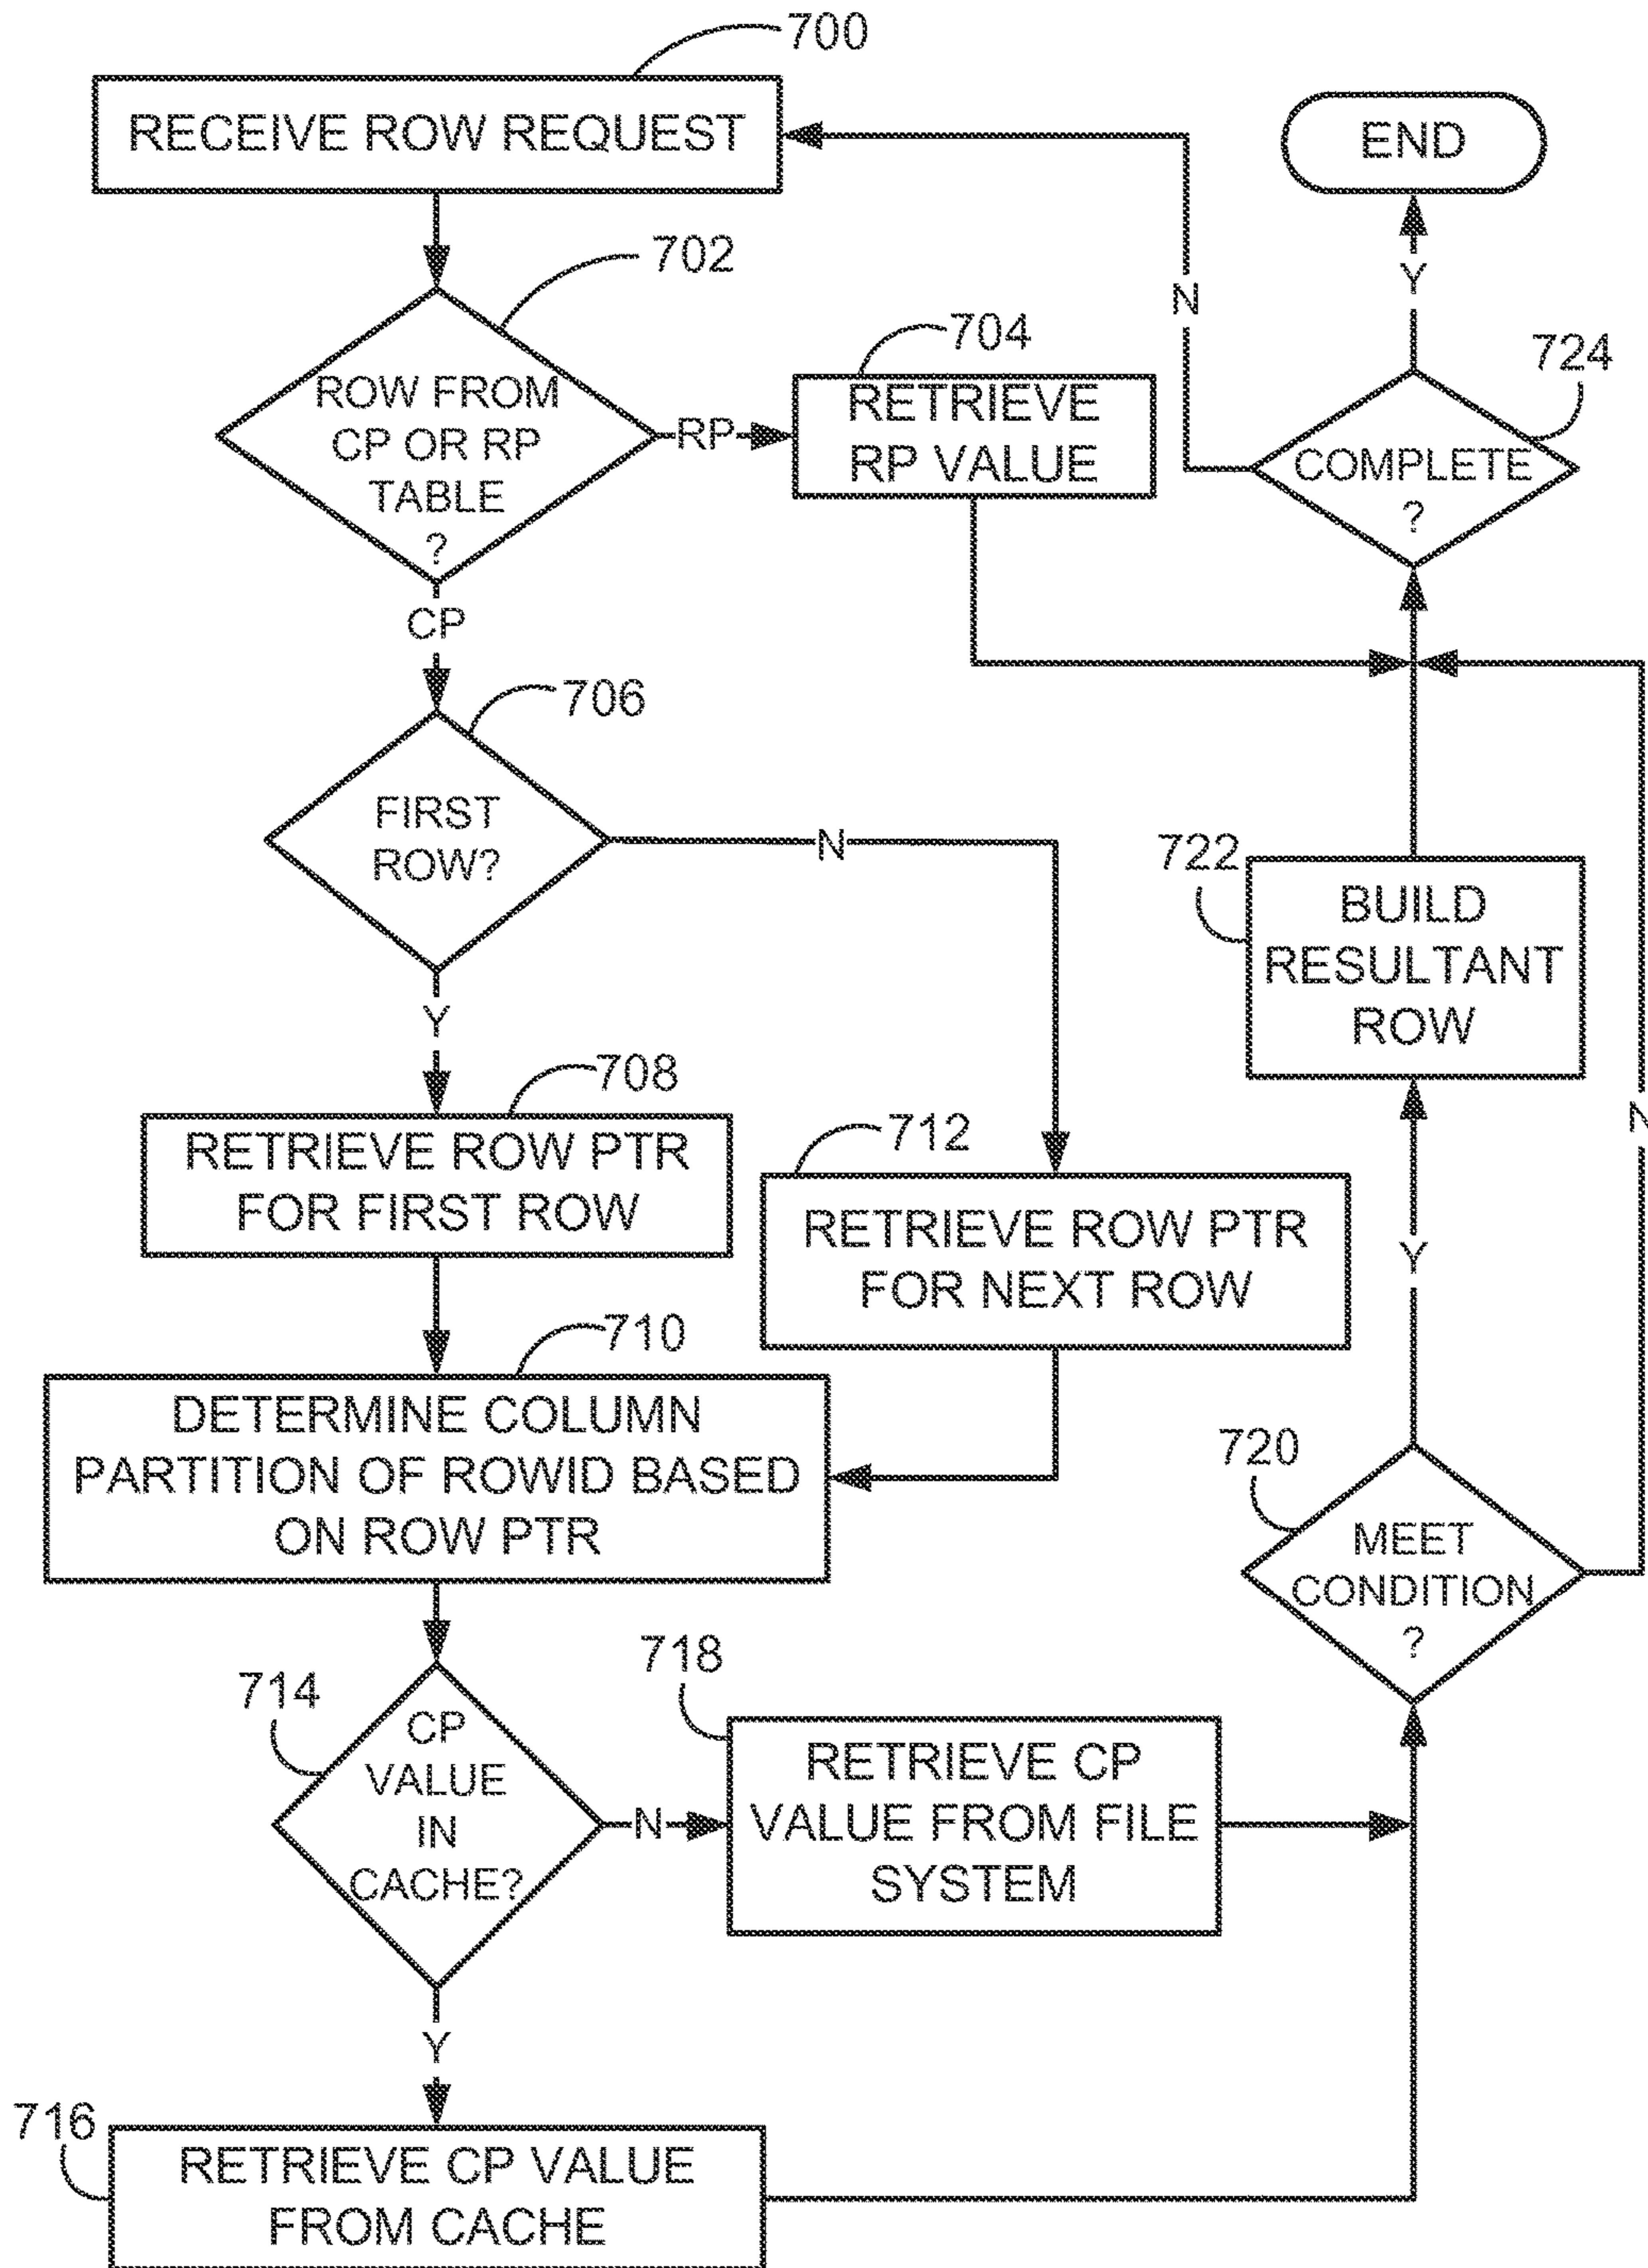 700
RECEIVE ROW REQUEST
END
702
ROW FROM
CP OR RP
TABLE
?
RP
704
RETRIEVE
RP VALUE
N
Y
724
COMPLETE
?
CP
706
FIRST
ROW?
N
Y
722
BUILD
RESULTANT
ROW
708
RETRIEVE ROW PTR
FOR FIRST ROW
712
RETRIEVE ROW PTR
FOR NEXT ROW
N
Y
710
DETERMINE COLUMN
PARTITION OF ROWID BASED
ON ROW PTR
720
MEET
CONDITION
?
714
CP
VALUE
IN
CACHE?
N
718
RETRIEVE CP
VALUE FROM FILE
SYSTEM
Y
716
RETRIEVE CP VALUE
FROM CACHE